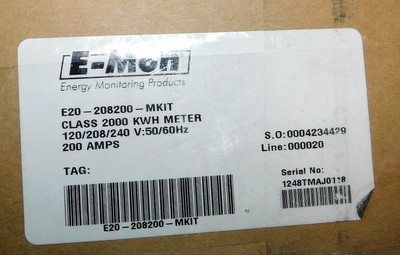 E-Mon
Energy Monitoring Products
E20-208200-MKIT
CLASS 2000 KWH METER
120/208/240 V:50/60Hz
200 AMPS
S.O:0004234429
Line:000020
TAG:
Serial No:
1248TMAJ0118
E20-208200-MKIT